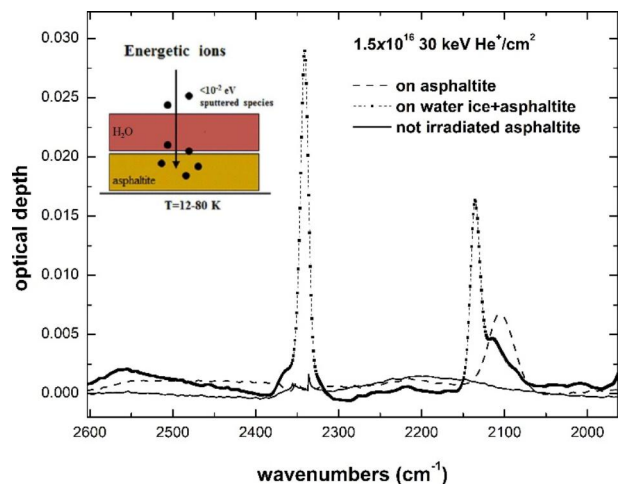 1.5x10¹⁶ 30 keV He⁺/cm²
on asphaltite
on water ice+asphaltite
not irradiated asphaltite
Energetic ions
<10⁻² eV
sputtered species
H₂O
asphaltite
T=12-80 K
optical depth
0.030
0.025
0.020
0.015
0.010
0.005
0.000
2600 2500 2400 2300 2200 2100 2000
wavenumbers (cm⁻¹)